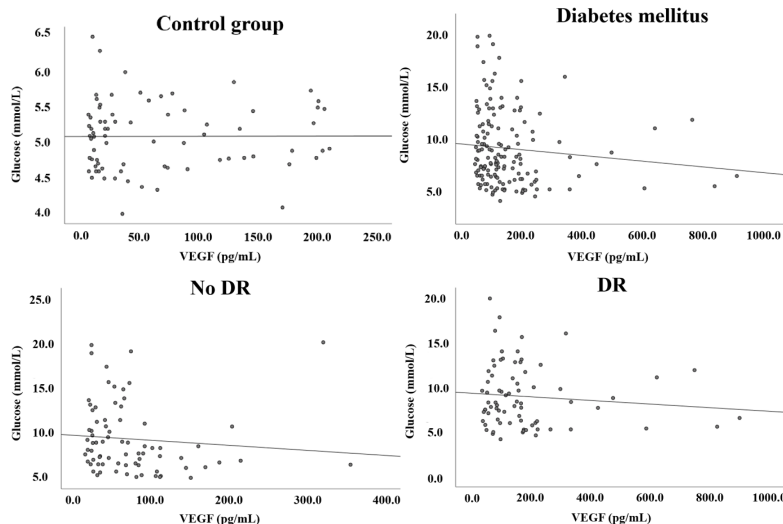 Control group
6.5
6.0
5.5
5.0
4.5
4.0
Glucose (mmol/L)
0.0 50.0 100.0 150.0 200.0 250.0
VEGF (pg/mL)
Diabetes mellitus
20.0
15.0
10.0
5.0
Glucose (mmol/L)
0.0 200.0 400.0 600.0 800.0 1000.0
VEGF (pg/mL)
No DR
25.0
20.0
15.0
10.0
5.0
Glucose (mmol/L)
0.0 100.0 200.0 300.0 400.0
VEGF (pg/mL)
DR
20.0
15.0
10.0
5.0
0.0
Glucose (mmol/L)
0.0 200.0 400.0 600.0 800.0 1000.0
VEGF (pg/mL)